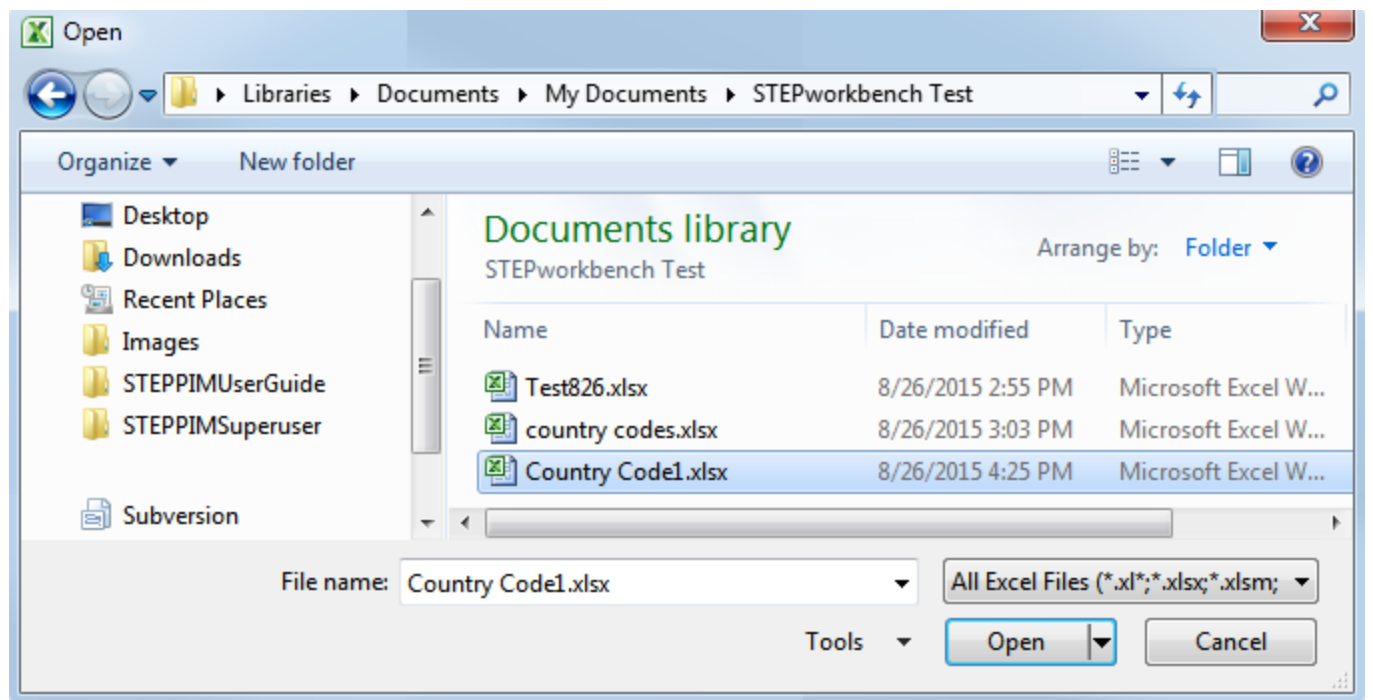 Open
Libraries Documents My Documents STEPworkbench Test
Organize New folder
Desktop
Downloads
Recent Places
Images
STEPPIMUserGuide
STEPPIMSuperuser
Subversion
Documents library
STEPworkbench Test
Arrange by: Folder
Name Date modified Type
Test826.xlsx 8/26/2015 2:55 PM Microsoft Excel W...
country codes.xlsx 8/26/2015 3:03 PM Microsoft Excel W...
Country Code1.xlsx 8/26/2015 4:25 PM Microsoft Excel W...
File name: Country Code1.xlsx All Excel Files (*.xl*;*.xlsx;*.xlsm;
Tools Open Cancel